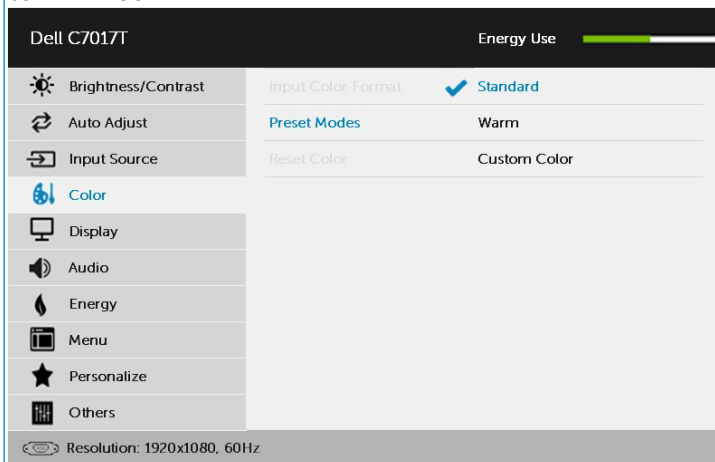 Dell C7017T Energy Use
Brightness/Contrast Input Color Format Standard
Auto Adjust Preset Modes Warm
Input Source Reset Color Custom Color
Color
Display
Audio
Energy
Menu
Personalize
Others
Resolution: 1920x1080, 60Hz